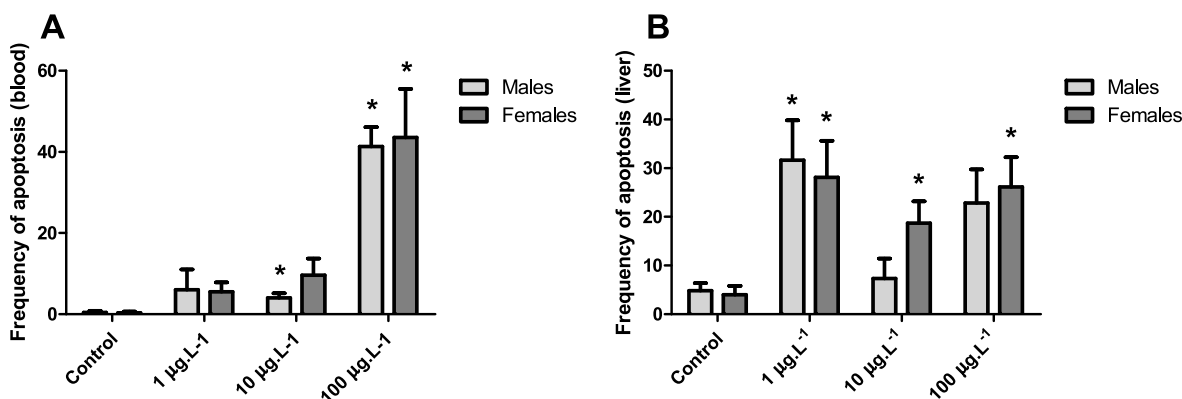 A
Frequency of apoptosis (blood)
60
40
20
0
*
*
*
Control
1 µg.L-1
10 µg.L-1
100 µg.L-1
Males
Females
B
Frequency of apoptosis (liver)
50
40
30
20
10
0
*
*
*
*
Control
1 µg.L⁻¹
10 µg.L⁻¹
100 µg.L⁻¹
Males
Females